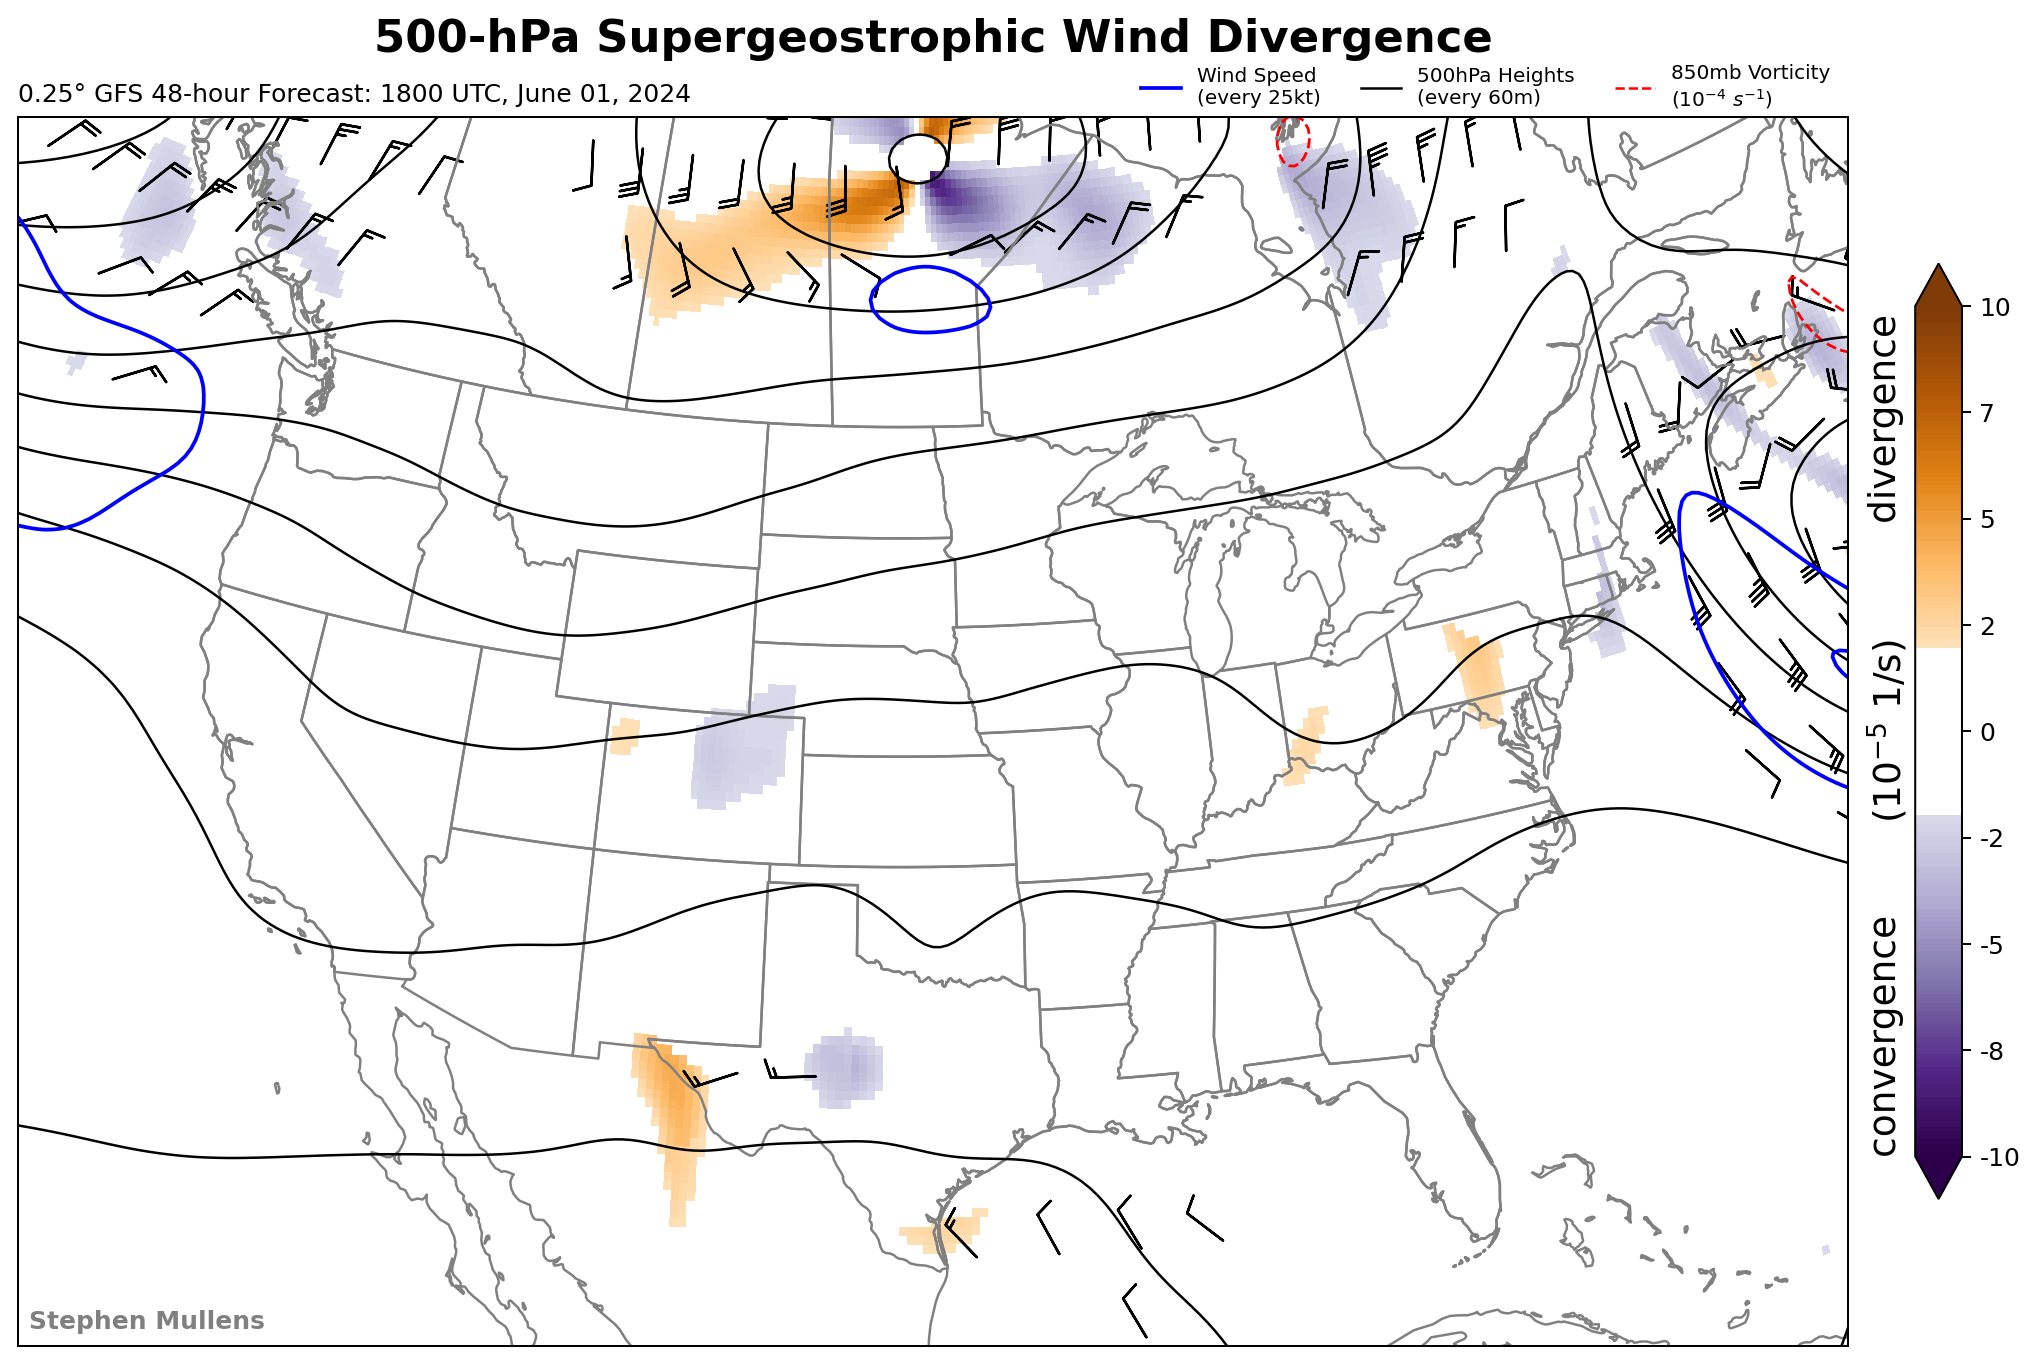 500-hPa Supergeostrophic Wind Divergence
0.25° GFS 48-hour Forecast: 1800 UTC, June 01, 2024
Wind Speed
(every 25kt)
500hPa Heights
(every 60m)
850mb Vorticity
(10⁻⁴ s⁻¹)
10
7
5
2
0
-2
-5
-8
-10
convergence (10⁻⁵ 1/s) divergence
Stephen Mullens